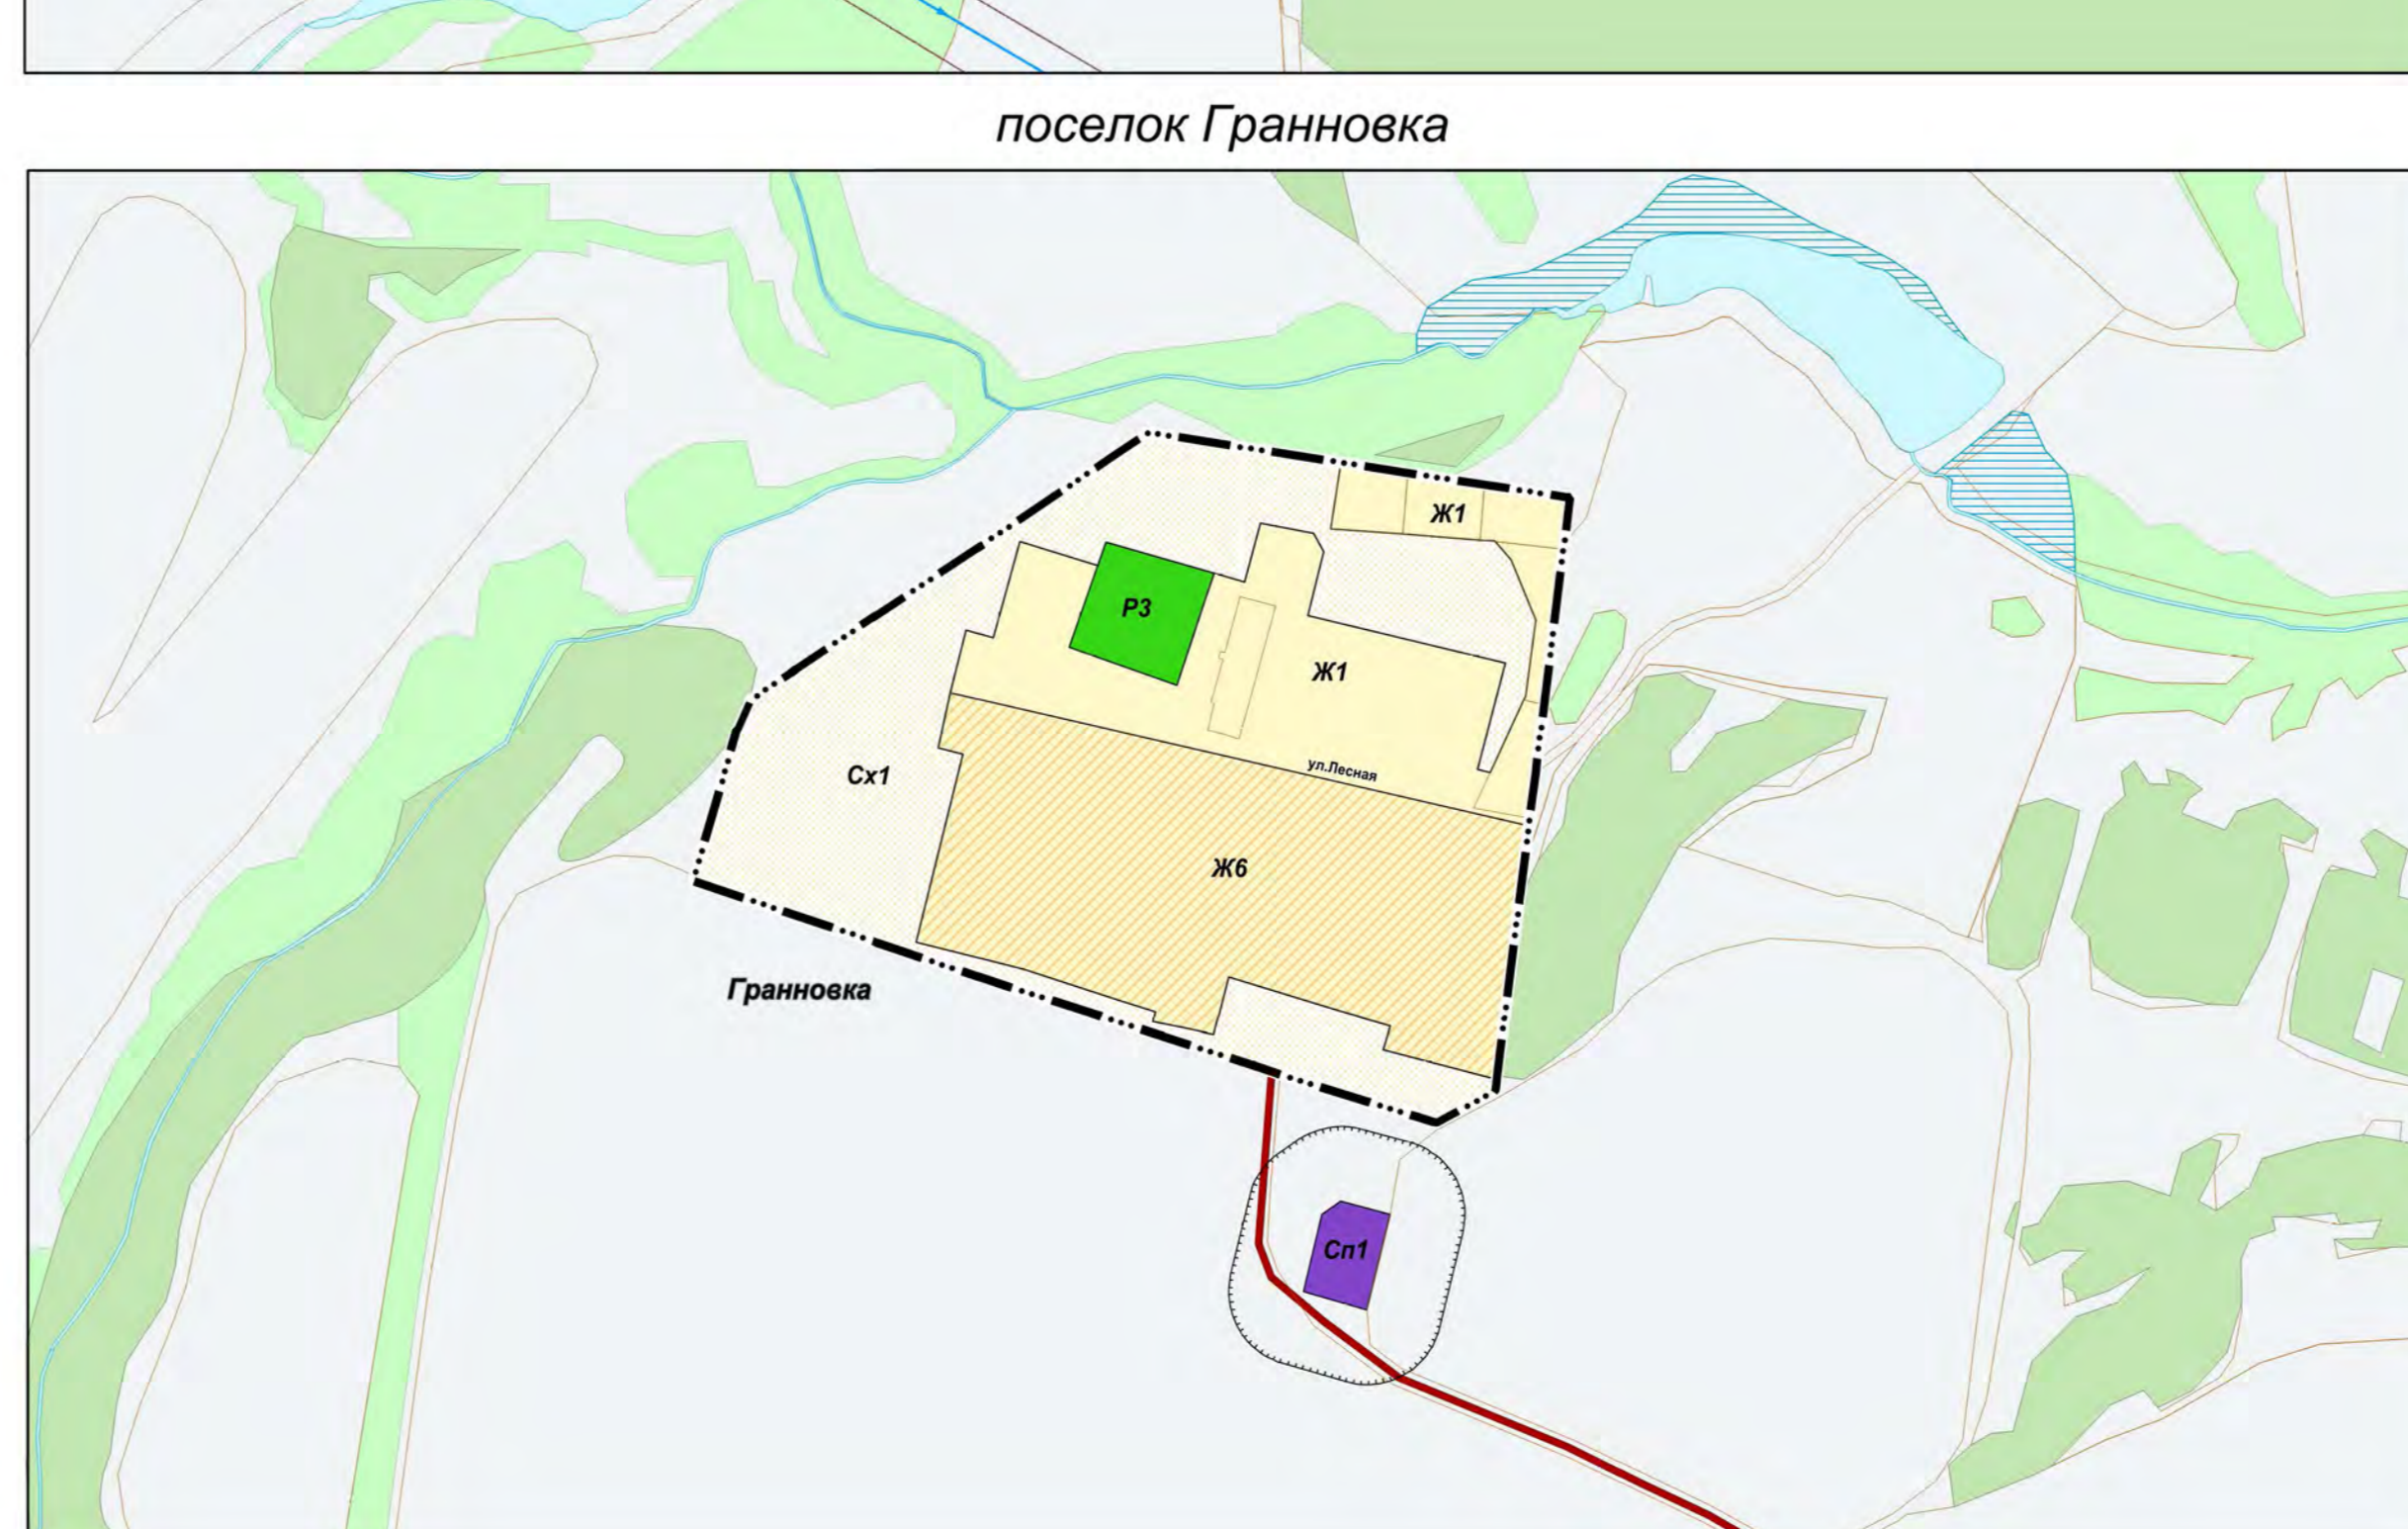 поселок Гранновка
Ж1
Р3
Ж1
Сх1
ул.Лесная
Ж6
Гранновка
Сп1